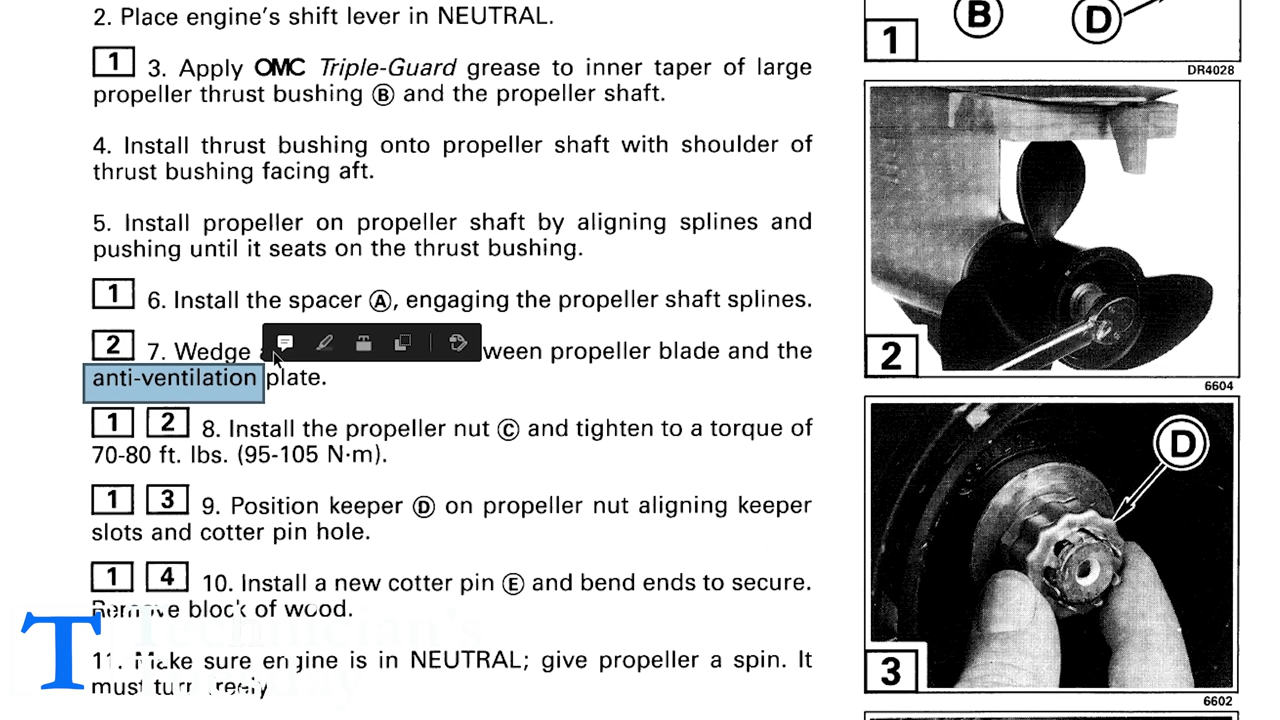 2. Place engine's shift lever in NEUTRAL.
1 3. Apply OMC Triple-Guard grease to inner taper of large
propeller thrust bushing Ⓑ and the propeller shaft.
4. Install thrust bushing onto propeller shaft with shoulder of
thrust bushing facing aft.
5. Install propeller on propeller shaft by aligning splines and
pushing until it seats on the thrust bushing.
1 6. Install the spacer Ⓐ, engaging the propeller shaft splines.
2 7. Wedge ween propeller blade and the
anti-ventilation plate.
1 2 8. Install the propeller nut Ⓒ and tighten to a torque of
70-80 ft. lbs. (95-105 N·m).
1 3 9. Position keeper Ⓓ on propeller nut aligning keeper
slots and cotter pin hole.
1 4 10. Install a new cotter pin Ⓔ and bend ends to secure.
Remove block of wood.
11. Make sure engine is in NEUTRAL; give propeller a spin. It
must turn freely
T Technician's
B D
1
DR4028
2
6604
D
3
6602